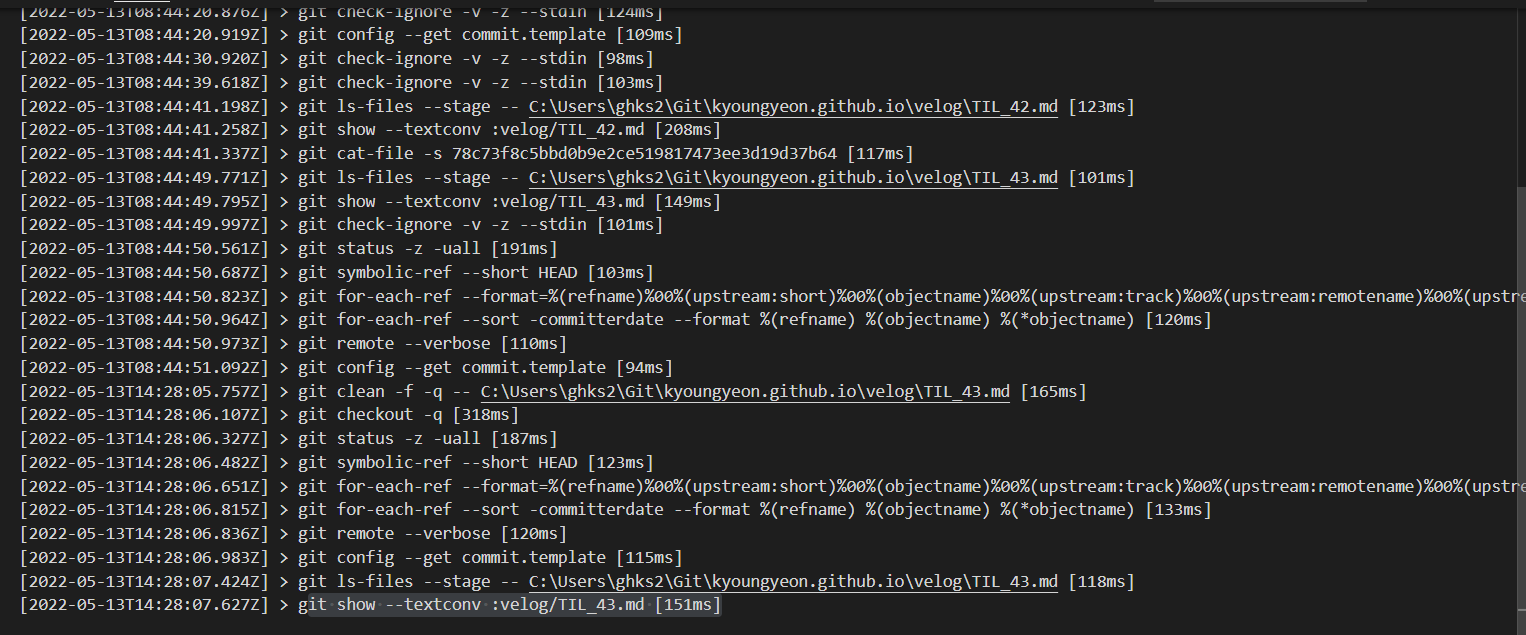 [2022-05-13T08:44:20.876Z] > git check-ignore -v -z --stdin [124ms]
[2022-05-13T08:44:20.919Z] > git config --get commit.template [109ms]
[2022-05-13T08:44:30.920Z] > git check-ignore -v -z --stdin [98ms]
[2022-05-13T08:44:39.618Z] > git check-ignore -v -z --stdin [103ms]
[2022-05-13T08:44:41.198Z] > git ls-files --stage -- C:\Users\ghks2\Git\kyoungyeon.github.io\velog\TIL_42.md [123ms]
[2022-05-13T08:44:41.258Z] > git show --textconv :velog/TIL_42.md [208ms]
[2022-05-13T08:44:41.337Z] > git cat-file -s 78c73f8c5bbd0b9e2ce519817473ee3d19d37b64 [117ms]
[2022-05-13T08:44:49.771Z] > git ls-files --stage -- C:\Users\ghks2\Git\kyoungyeon.github.io\velog\TIL_43.md [101ms]
[2022-05-13T08:44:49.795Z] > git show --textconv :velog/TIL_43.md [149ms]
[2022-05-13T08:44:49.997Z] > git check-ignore -v -z --stdin [101ms]
[2022-05-13T08:44:50.561Z] > git status -z -uall [191ms]
[2022-05-13T08:44:50.687Z] > git symbolic-ref --short HEAD [103ms]
[2022-05-13T08:44:50.823Z] > git for-each-ref --format=%(refname)%00%(upstream:short)%00%(objectname)%00%(upstream:track)%00%(upstream:remotename)%00%(upstre
[2022-05-13T08:44:50.964Z] > git for-each-ref --sort -committerdate --format %(refname) %(objectname) %(*objectname) [120ms]
[2022-05-13T08:44:50.973Z] > git remote --verbose [110ms]
[2022-05-13T08:44:51.092Z] > git config --get commit.template [94ms]
[2022-05-13T14:28:05.757Z] > git clean -f -q -- C:\Users\ghks2\Git\kyoungyeon.github.io\velog\TIL_43.md [165ms]
[2022-05-13T14:28:06.107Z] > git checkout -q [318ms]
[2022-05-13T14:28:06.327Z] > git status -z -uall [187ms]
[2022-05-13T14:28:06.482Z] > git symbolic-ref --short HEAD [123ms]
[2022-05-13T14:28:06.651Z] > git for-each-ref --format=%(refname)%00%(upstream:short)%00%(objectname)%00%(upstream:track)%00%(upstream:remotename)%00%(upstre
[2022-05-13T14:28:06.815Z] > git for-each-ref --sort -committerdate --format %(refname) %(objectname) %(*objectname) [133ms]
[2022-05-13T14:28:06.836Z] > git remote --verbose [120ms]
[2022-05-13T14:28:06.983Z] > git config --get commit.template [115ms]
[2022-05-13T14:28:07.424Z] > git ls-files --stage -- C:\Users\ghks2\Git\kyoungyeon.github.io\velog\TIL_43.md [118ms]
[2022-05-13T14:28:07.627Z] > git show --textconv :velog/TIL_43.md [151ms]